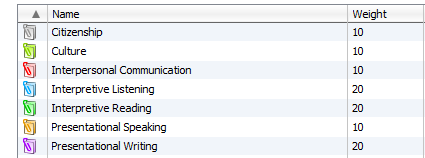 Name Weight
Citizenship 10
Culture 10
Interpersonal Communication 10
Interpretive Listening 20
Interpretive Reading 20
Presentational Speaking 10
Presentational Writing 20